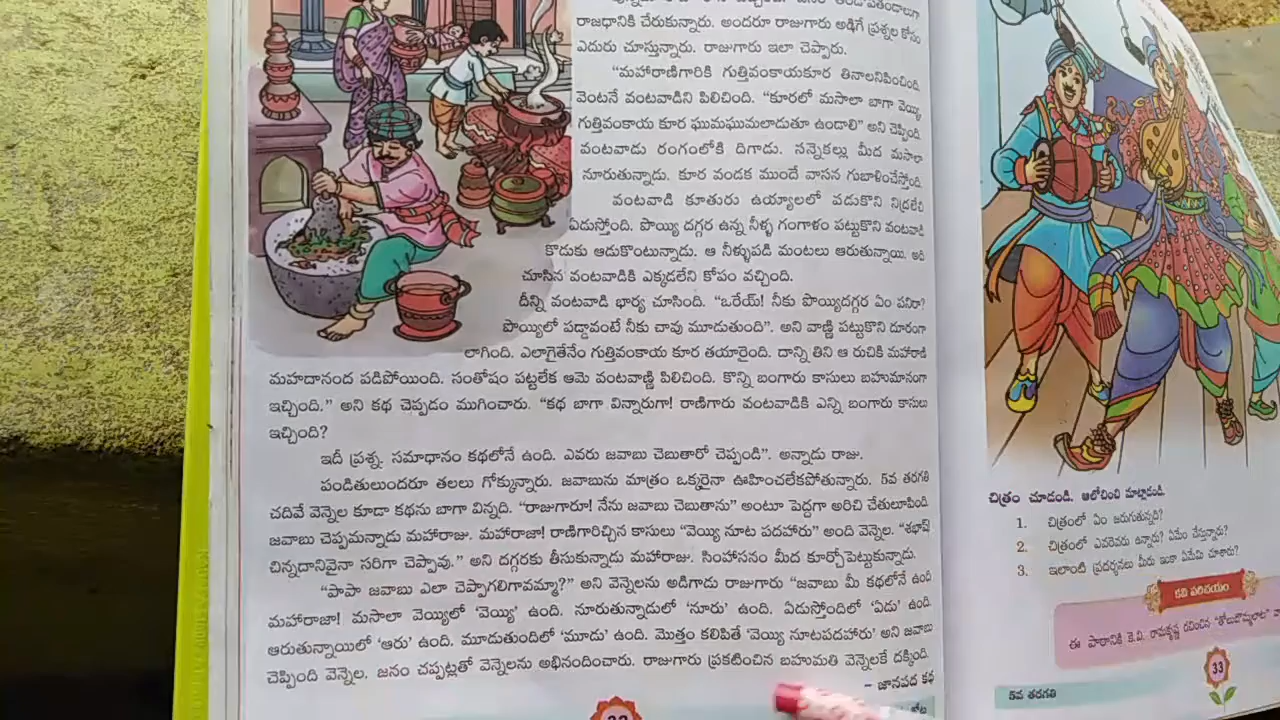 రాజధానికి చేరుకున్నారు. అందరూ రాజుగారు అడిగే ప్రశ్నల కోసం
ఎదురు చూస్తున్నారు. రాజుగారు ఇలా చెప్పారు.
“మహారాణిగారికి గుత్తివంకాయకూర తినాలనిపించింది.
వెంటనే వంటవాడిని పిలిచింది. “కూరలో మసాలా బాగా వెయ్యి
గుత్తివంకాయ కూర ఘుమఘుమలాడుతూ ఉండాలి” అని చెప్పింది.
వంటవాడు రంగంలోకి దిగాడు. సన్నెకల్లు మీద మసాలా
నూరుతున్నాడు. కూర వండక ముందే వాసన గుబాళించేస్తోంది.
వంటవాడి కూతురు ఉయ్యాలలో పడుకొని నిద్రలేచి
ఏడుస్తోంది. పొయ్యి దగ్గర ఉన్న నీళ్ళ గంగాళం పట్టుకొని వంటవాడి
కొడుకు ఆడుకొంటున్నాడు. ఆ నీళ్ళుపడి మంటలు ఆరుతున్నాయి. అది
చూసిన వంటవాడికి ఎక్కడలేని కోపం వచ్చింది.
దీన్ని వంటవాడి భార్య చూసింది. “ఒరేయ్! నీకు పొయ్యిదగ్గర ఏం పనిరా?
పొయ్యిలో పడ్డావంటే నీకు చావు మూడుతుంది”. అని వాణ్ణి పట్టుకొని దూరంగా
లాగింది. ఎలాగైతేనేం గుత్తివంకాయ కూర తయారైంది. దాన్ని తిని ఆ రుచికి మహారాణి
మహదానంద పడిపోయింది. సంతోషం పట్టలేక ఆమె వంటవాణ్ణి పిలిచింది. కొన్ని బంగారు కాసులు బహుమానంగా
ఇచ్చింది.” అని కథ చెప్పడం ముగించారు. “కథ బాగా విన్నారుగా! రాణిగారు వంటవాడికి ఎన్ని బంగారు కాసులు
ఇచ్చింది?
ఇదీ ప్రశ్న. సమాధానం కథలోనే ఉంది. ఎవరు జవాబు చెబుతారో చెప్పండి”. అన్నాడు రాజు.
పండితులుందరూ తలలు గోక్కున్నారు. జవాబును మాత్రం ఒక్కరైనా ఊహించలేకపోతున్నారు. 5వ తరగతి
చదివే వెన్నెల కూడా కథను బాగా విన్నది. “రాజుగారూ! నేను జవాబు చెబుతాను” అంటూ పెద్దగా అరిచి చేతులూపింది
జవాబు చెప్పమన్నాడు మహారాజు. మహారాజా! రాణిగారిచ్చిన కాసులు “వెయ్యి నూట పదహారు” అంది వెన్నెల. “శభాష్
చిన్నదానివైనా సరిగా చెప్పావు.” అని దగ్గరకు తీసుకున్నాడు మహారాజు. సింహాసనం మీద కూర్చోపెట్టుకున్నాడు.
“పాపా జవాబు ఎలా చెప్పాగలిగావమ్మా?” అని వెన్నెలను అడిగాడు రాజుగారు “జవాబు మీ కథలోనే ఉంది
మహారాజా! మసాలా వెయ్యిలో ‘వెయ్యి’ ఉంది. నూరుతున్నాడులో ‘నూరు’ ఉంది. ఏడుస్తోందిలో ‘ఏడు’ ఉంది
ఆరుతున్నాయిలో ‘ఆరు’ ఉంది. మూడుతుందిలో ‘మూడు’ ఉంది. మొత్తం కలిపితే ‘వెయ్యి నూటపదహారు’ అని జవాబు
చెప్పింది వెన్నెల. జనం చప్పట్లతో వెన్నెలను అభినందించారు. రాజుగారు ప్రకటించిన బహుమతి వెన్నెలకే దక్కింది.
– జానపద కథ
చిత్రం చూడండి. ఆలోచించి మాట్లాడండి.
1. చిత్రంలో ఏం జరుగుతున్నది?
2. చిత్రంలో ఎవరెవరు ఉన్నారు? ఏమేం చేస్తున్నారు?
3. ఇలాంటి ప్రదర్శనలు మీరు ఇంకా ఏమేమి చూశారు?
కవి పరిచయం
ఈ పాఠానికి కె.వి. రామకృష్ణ రచించిన “తోలుబొమ్మలాట”
33
5వ తరగతి